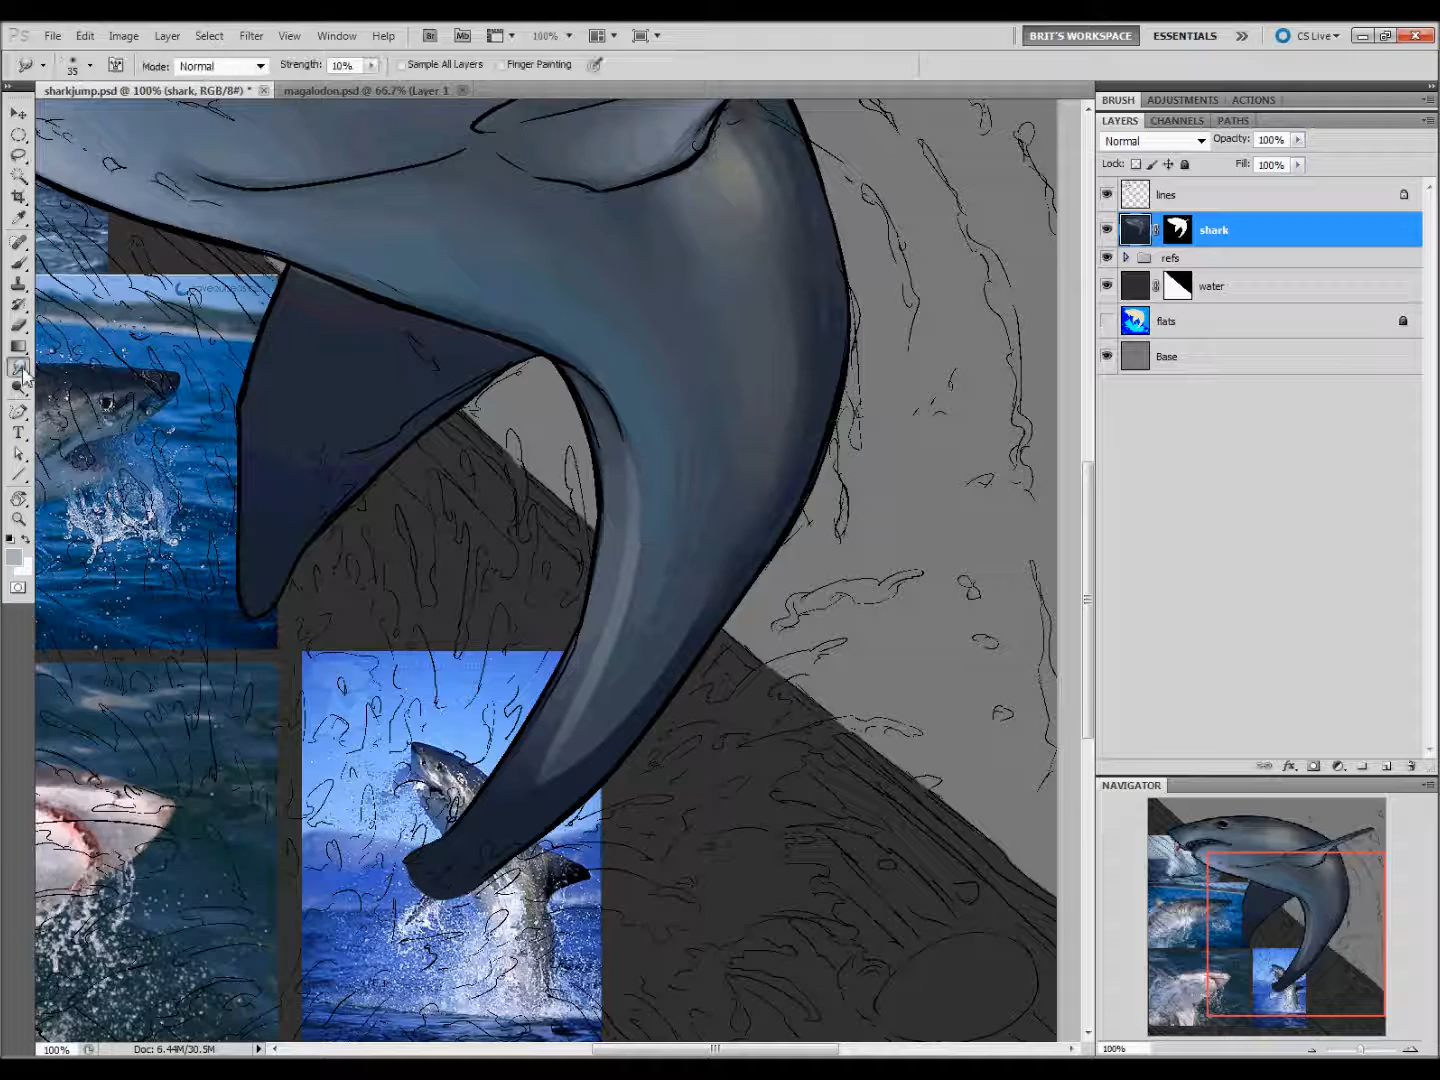 Ps File Edit Image Layer Select Filter View Window Help Br Mb 100% BRIT'S WORKSPACE ESSENTIALS CS Live
35 Mode: Normal Strength: 10% Sample All Layers Finger Painting
sharkjump.psd @ 100% (shark, RGB/8#) * magalodon.psd @ 66.7% (Layer 1
BRUSH ADJUSTMENTS ACTIONS
LAYERS CHANNELS PATHS
Normal Opacity: 100%
Lock: Fill: 100%
lines
shark
refs
water
flats
Base
NAVIGATOR
100%
100% Doc: 6.44M/30.5M